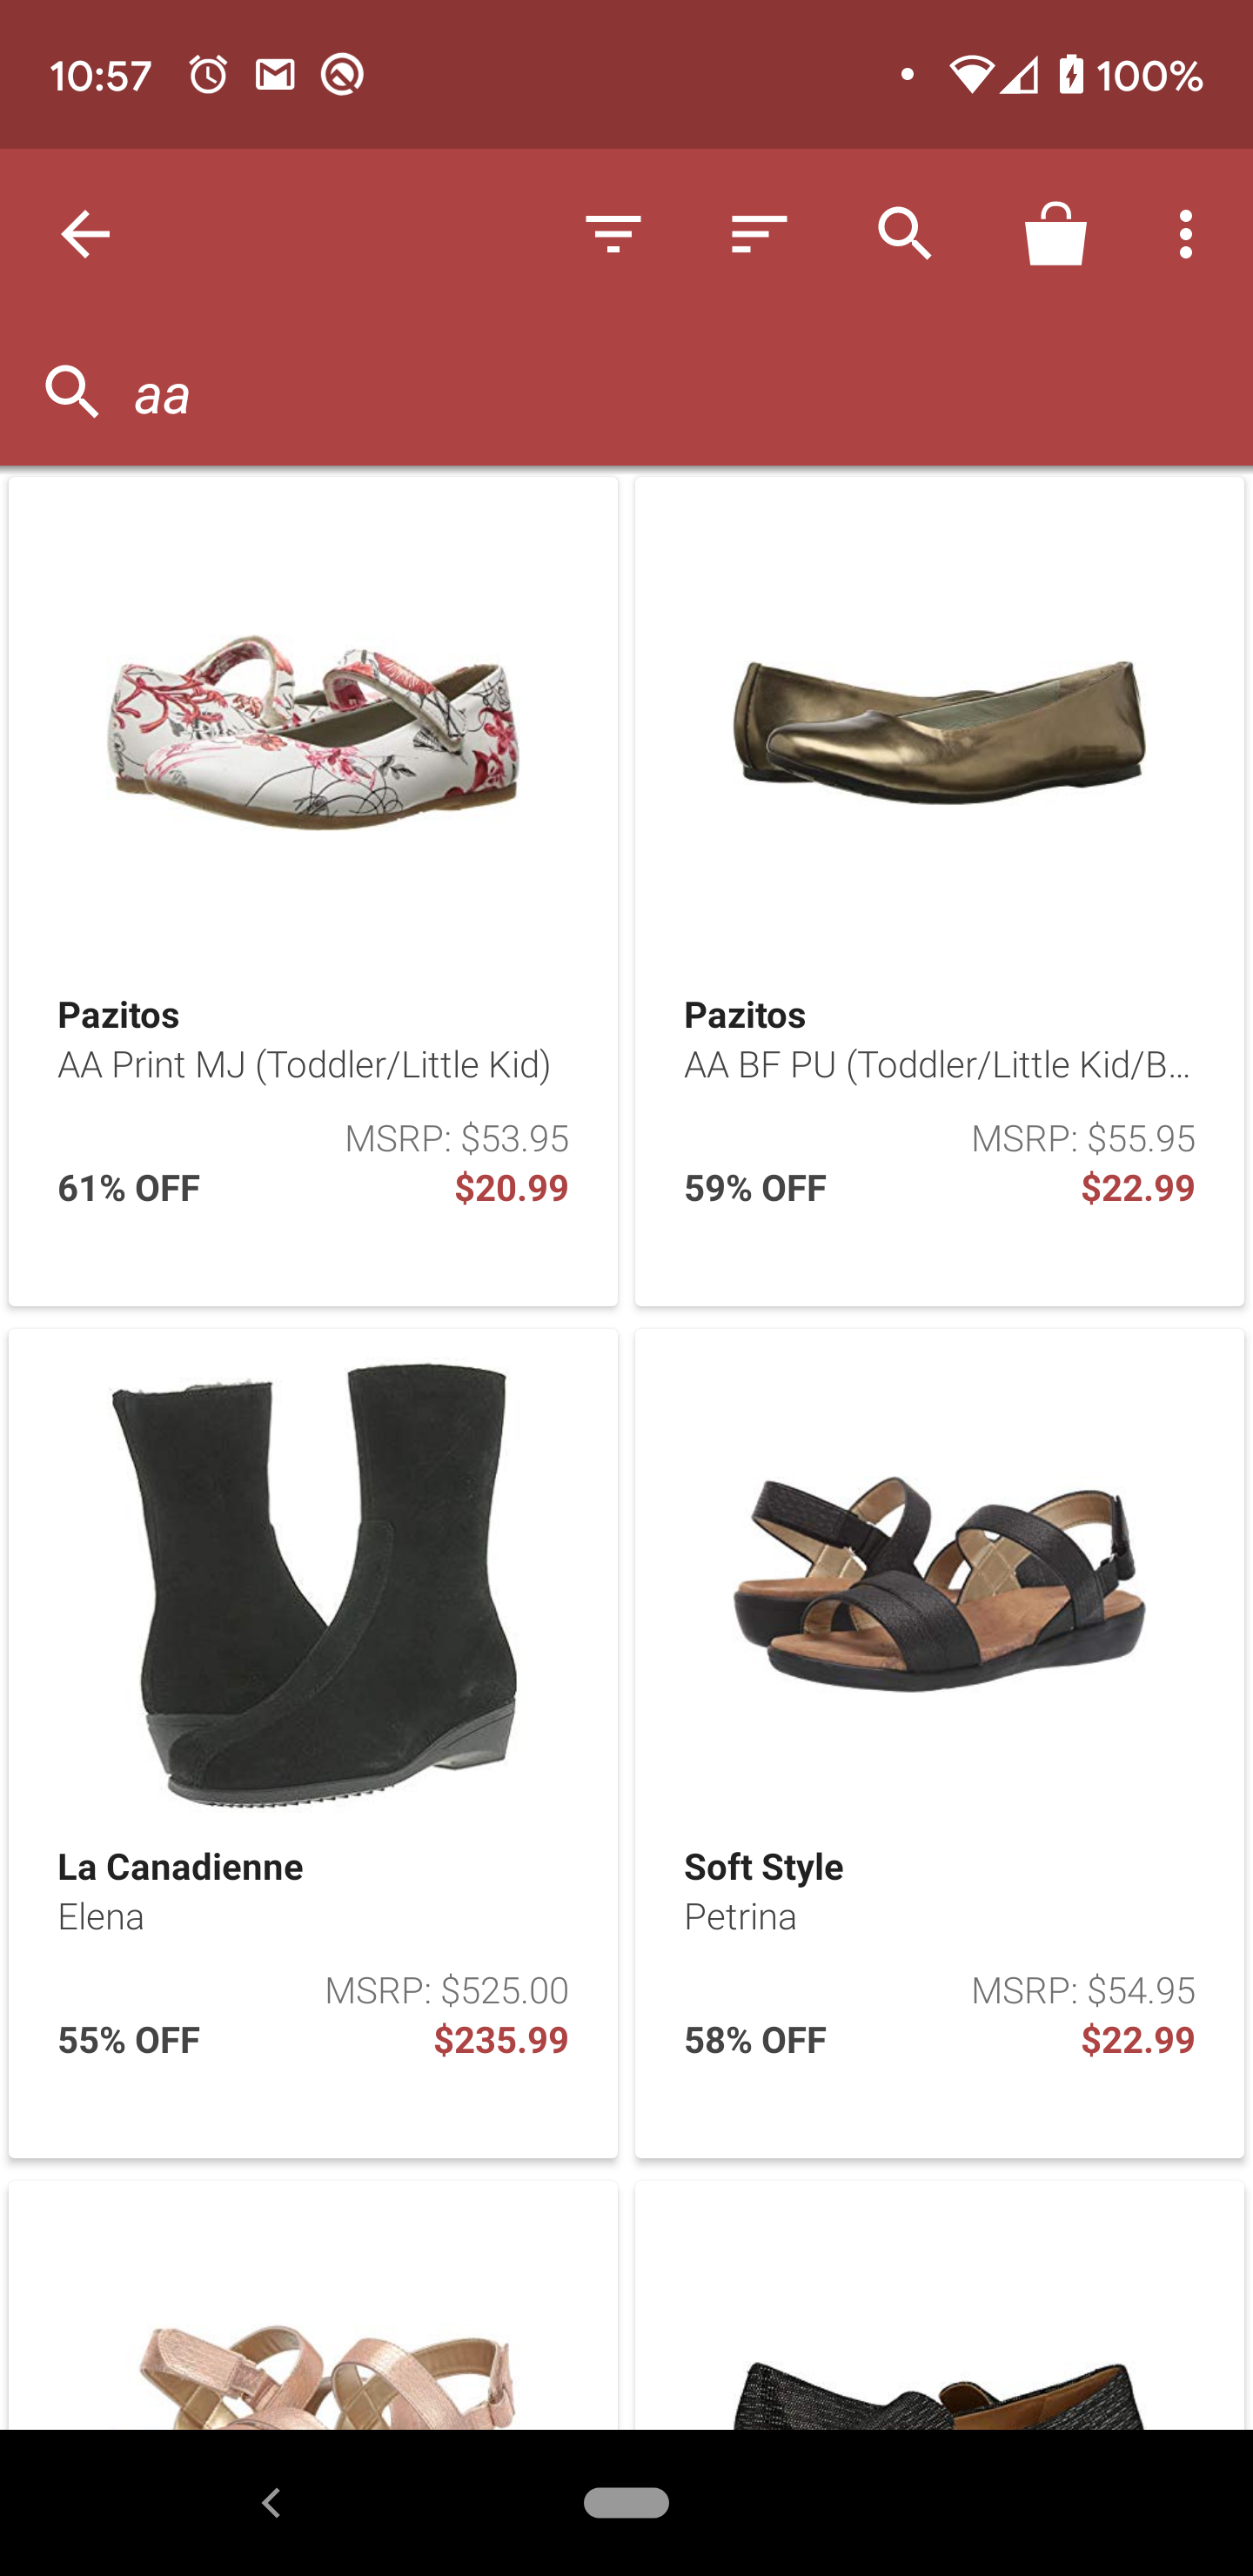 10:57
100%
aa
Pazitos
AA Print MJ (Toddler/Little Kid)
MSRP: $53.95
61% OFF
$20.99
Pazitos
AA BF PU (Toddler/Little Kid/B...
MSRP: $55.95
59% OFF
$22.99
La Canadienne
Elena
MSRP: $525.00
55% OFF
$235.99
Soft Style
Petrina
MSRP: $54.95
58% OFF
$22.99